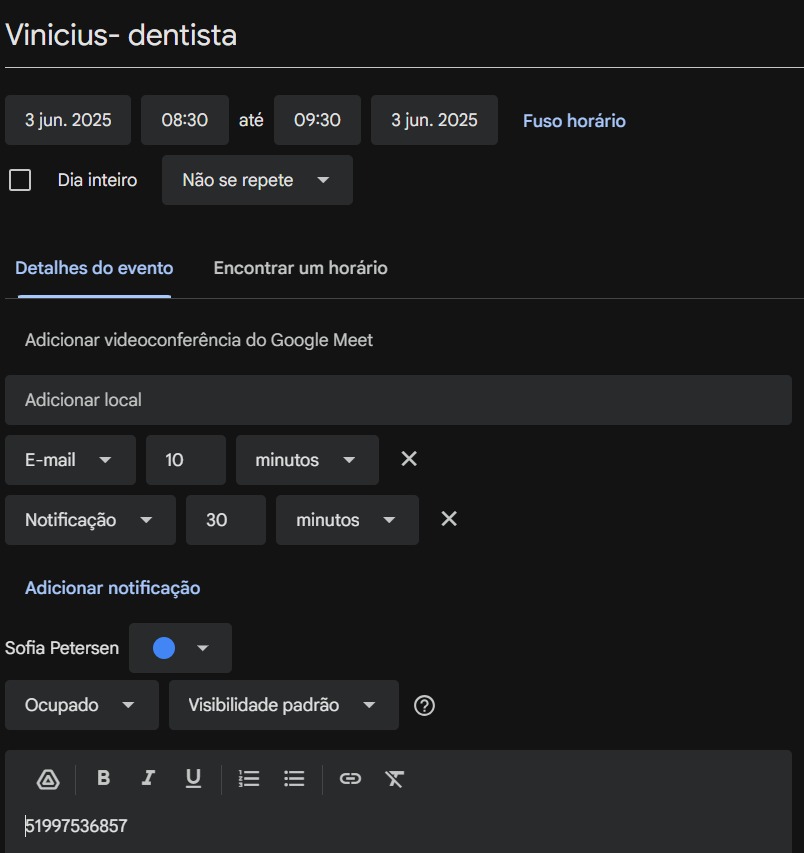 Vinicius- dentista
3 jun. 2025 08:30 até 09:30 3 jun. 2025 Fuso horário
Dia inteiro Não se repete
Detalhes do evento Encontrar um horário
Adicionar videoconferência do Google Meet
Adicionar local
E-mail 10 minutos
Notificação 30 minutos
Adicionar notificação
Sofia Petersen
Ocupado Visibilidade padrão
B I U
51997536857